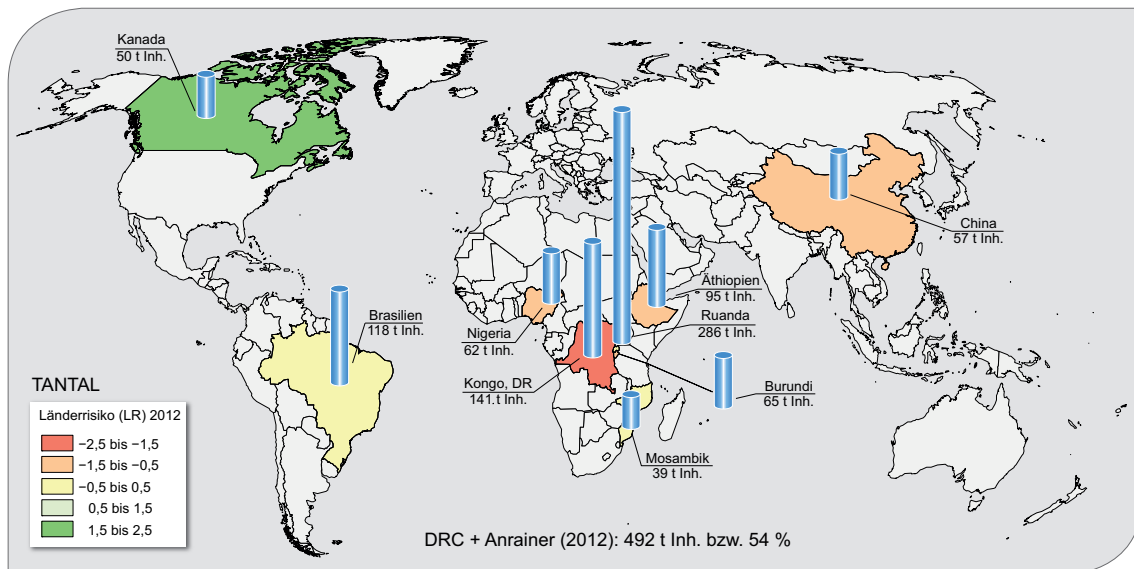 Kanada
50 t Inh.
China
57 t Inh.
Äthiopien
95 t Inh.
Brasilien
118 t Inh.
Nigeria
62 t Inh.
Ruanda
286 t Inh.
Kongo, DR
141.t Inh.
Burundi
65 t Inh.
Mosambik
39 t Inh.
TANTAL
Länderrisiko (LR) 2012
−2,5 bis −1,5
−1,5 bis −0,5
−0,5 bis 0,5
0,5 bis 1,5
1,5 bis 2,5
DRC + Anrainer (2012): 492 t Inh. bzw. 54 %